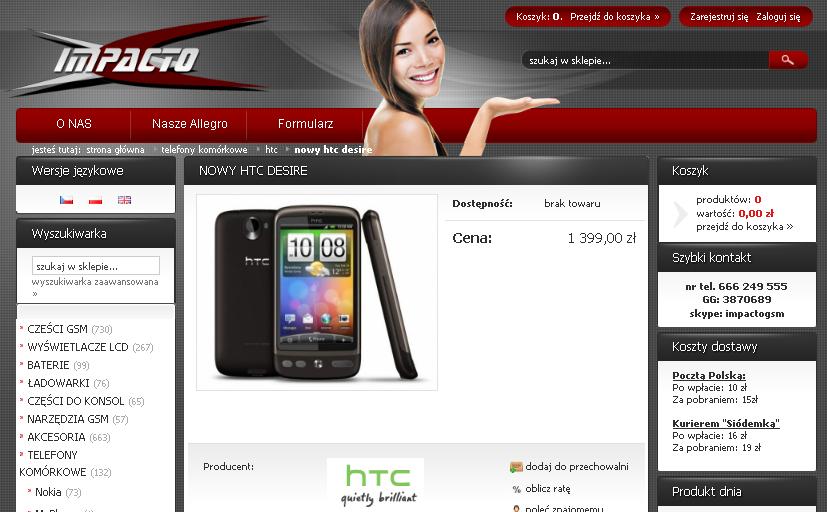 Koszyk: 0. Przejdź do koszyka »
Zarejestruj się Zaloguj się
IMPACTO
szukaj w sklepie...
O NAS
Nasze Allegro
Formularz
jesteś tutaj: strona główna telefony komórkowe htc nowy htc desire
Wersje językowe
Wyszukiwarka
szukaj w sklepie...
wyszukiwarka zaawansowana
»
CZEŚCI GSM (730)
WYŚWIETLACZE LCD (267)
BATERIE (99)
ŁADOWARKI (76)
CZĘŚCI DO KONSOL (65)
NARZĘDZIA GSM (57)
AKCESORIA (663)
TELEFONY
KOMÓRKOWE (132)
Nokia (73)
NOWY HTC DESIRE
htc
10 08
Dostępność: brak towaru
Cena: 1 399,00 zł
Producent:
htc
quietly brilliant
dodaj do przechowalni
oblicz ratę
poleć znajomemu
Koszyk
produktów: 0
wartość: 0,00 zł
przejdź do koszyka »
Szybki kontakt
nr tel. 666 249 555
GG: 3870689
skype: impactogsm
Koszty dostawy
Pocztą Polską:
Po wpłacie: 10 zł
Za pobraniem: 15zł
Kurierem "Siódemką"
Po wpłacie: 16 zł
Za pobraniem: 19 zł
Produkt dnia